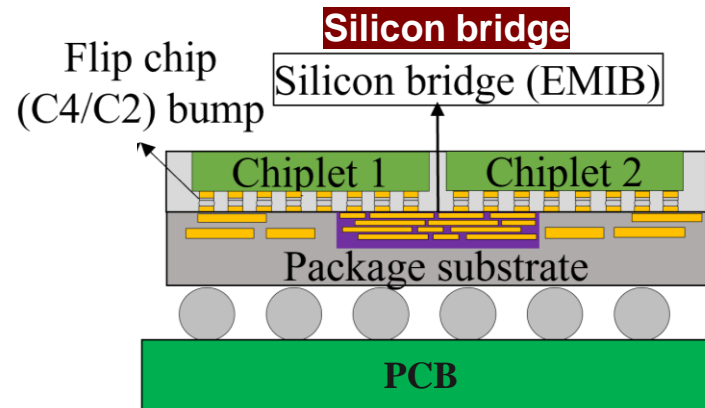 Silicon bridge
Flip chip
(C4/C2) bump
Silicon bridge (EMIB)
Chiplet 1
Chiplet 2
Package substrate
PCB